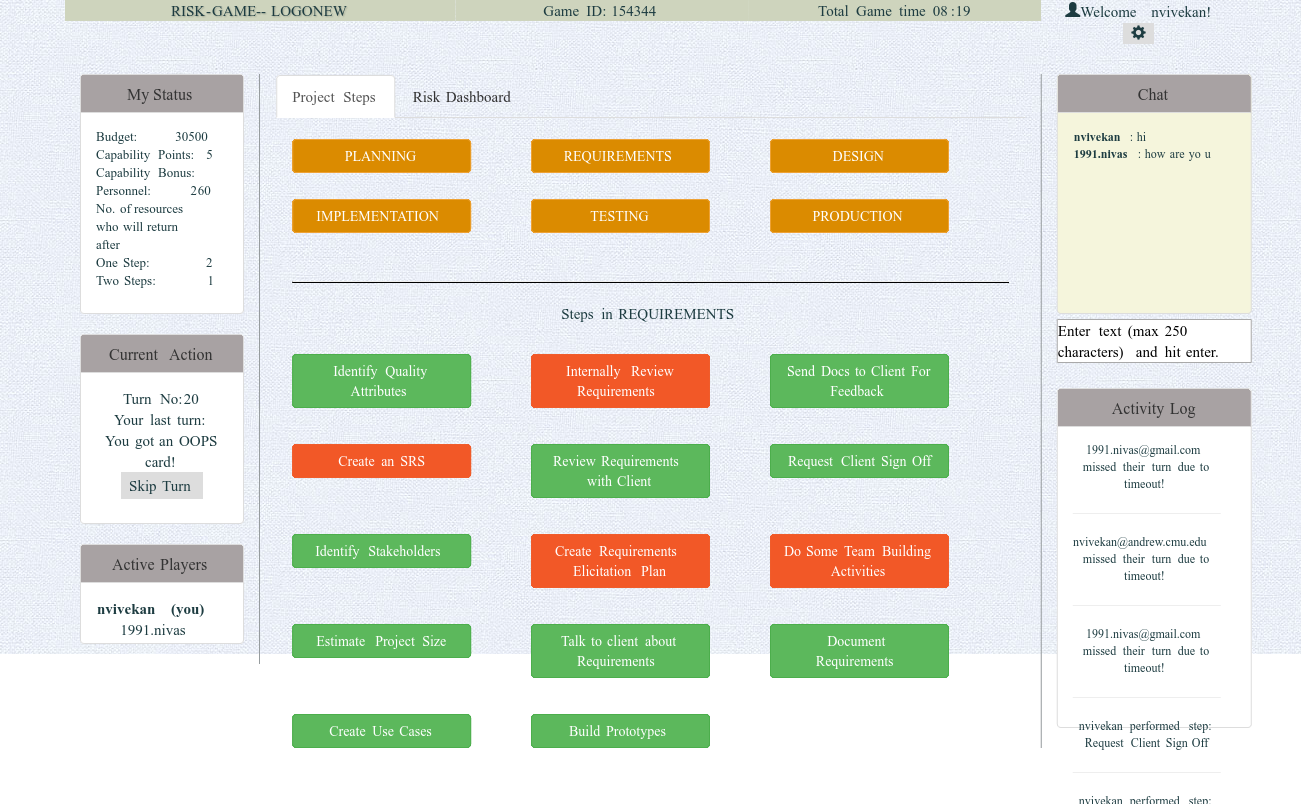 RISK-GAME-- LOGONEW
Game ID: 154344
Total Game time 08:19
Welcome nvivekan!
My Status
Budget: 30500
Capability Points: 5
Capability Bonus:
Personnel: 260
No. of resources
who will return
after
One Step: 2
Two Steps: 1
Current Action
Turn No:20
Your last turn:
You got an OOPS
card!
Skip Turn
Active Players
nvivekan (you)
1991.nivas
Project Steps
Risk Dashboard
PLANNING
REQUIREMENTS
DESIGN
IMPLEMENTATION
TESTING
PRODUCTION
Steps in REQUIREMENTS
Identify Quality
Attributes
Internally Review
Requirements
Send Docs to Client For
Feedback
Create an SRS
Review Requirements
with Client
Request Client Sign Off
Identify Stakeholders
Create Requirements
Elicitation Plan
Do Some Team Building
Activities
Estimate Project Size
Talk to client about
Requirements
Document
Requirements
Create Use Cases
Build Prototypes
Chat
nvivekan : hi
1991.nivas : how are yo u
Enter text (max 250
characters) and hit enter.
Activity Log
1991.nivas@gmail.com
missed their turn due to
timeout!
nvivekan@andrew.cmu.edu
missed their turn due to
timeout!
1991.nivas@gmail.com
missed their turn due to
timeout!
nvivekan performed step:
Request Client Sign Off
nvivekan performed step: